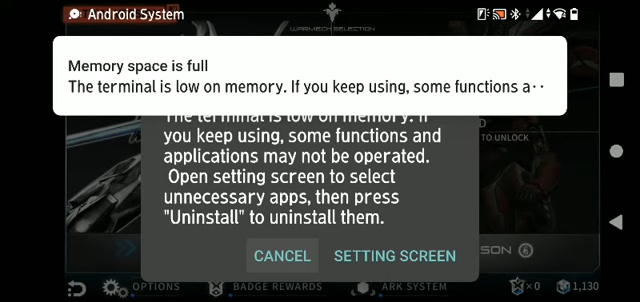 Android System
WARMECH SELECTION
Memory space is full
The terminal is low on memory. If you keep using, some functions a··
The terminal is low on memory. If
you keep using, some functions and
applications may not be operated.
Open setting screen to select
unnecessary apps, then press
"Uninstall" to uninstall them.
TO UNLOCK
CANCEL
SETTING SCREEN
OPTIONS
BADGE REWARDS
ARK SYSTEM
×0
1,130